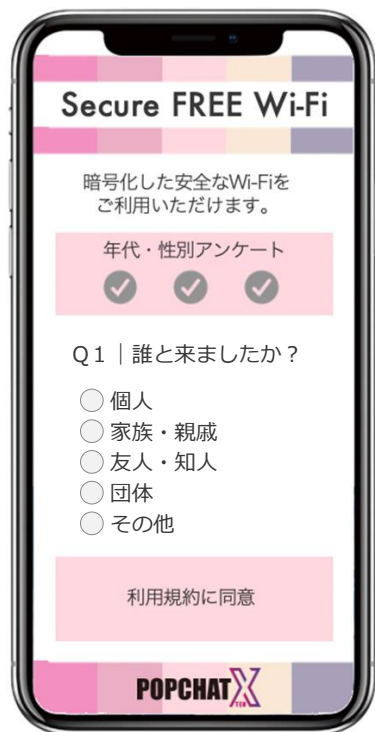 Secure FREE Wi-Fi
暗号化した安全なWi-Fiを
ご利用いただけます。
年代・性別アンケート
Q1｜誰と来ましたか？
個人
家族・親戚
友人・知人
団体
その他
利用規約に同意
POPCHAT X
TEN